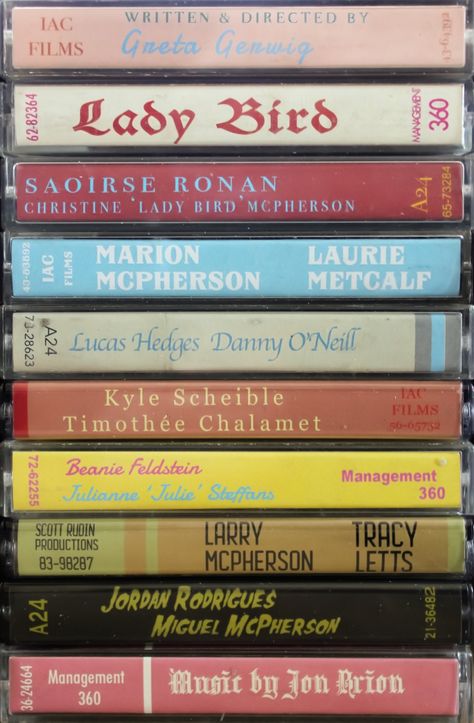 WRITTEN & DIRECTED BY
IAC FILMS
Greta Gerwig
62-82364
Lady Bird
MANAGEMENT 360
SAOIRSE RONAN
CHRISTINE 'LADY BIRD' MCPHERSON
A24
65-73284
IAC FILMS
MARION MCPHERSON
LAURIE METCALF
73-28623
A24
Lucas Hedges Danny O'Neill
Kyle Scheible
Timothée Chalamet
IAC FILMS
56-65752
72-62255
Beanie Feldstein
Julianne 'Julie' Steffans
Management 360
SCOTT RUDIN PRODUCTIONS
83-98287
LARRY MCPHERSON
TRACY LETTS
A24
JORDAN RODRIGUES
MIGUEL MCPHERSON
21-36482
36-24664
Management 360
Music by Jon Brion